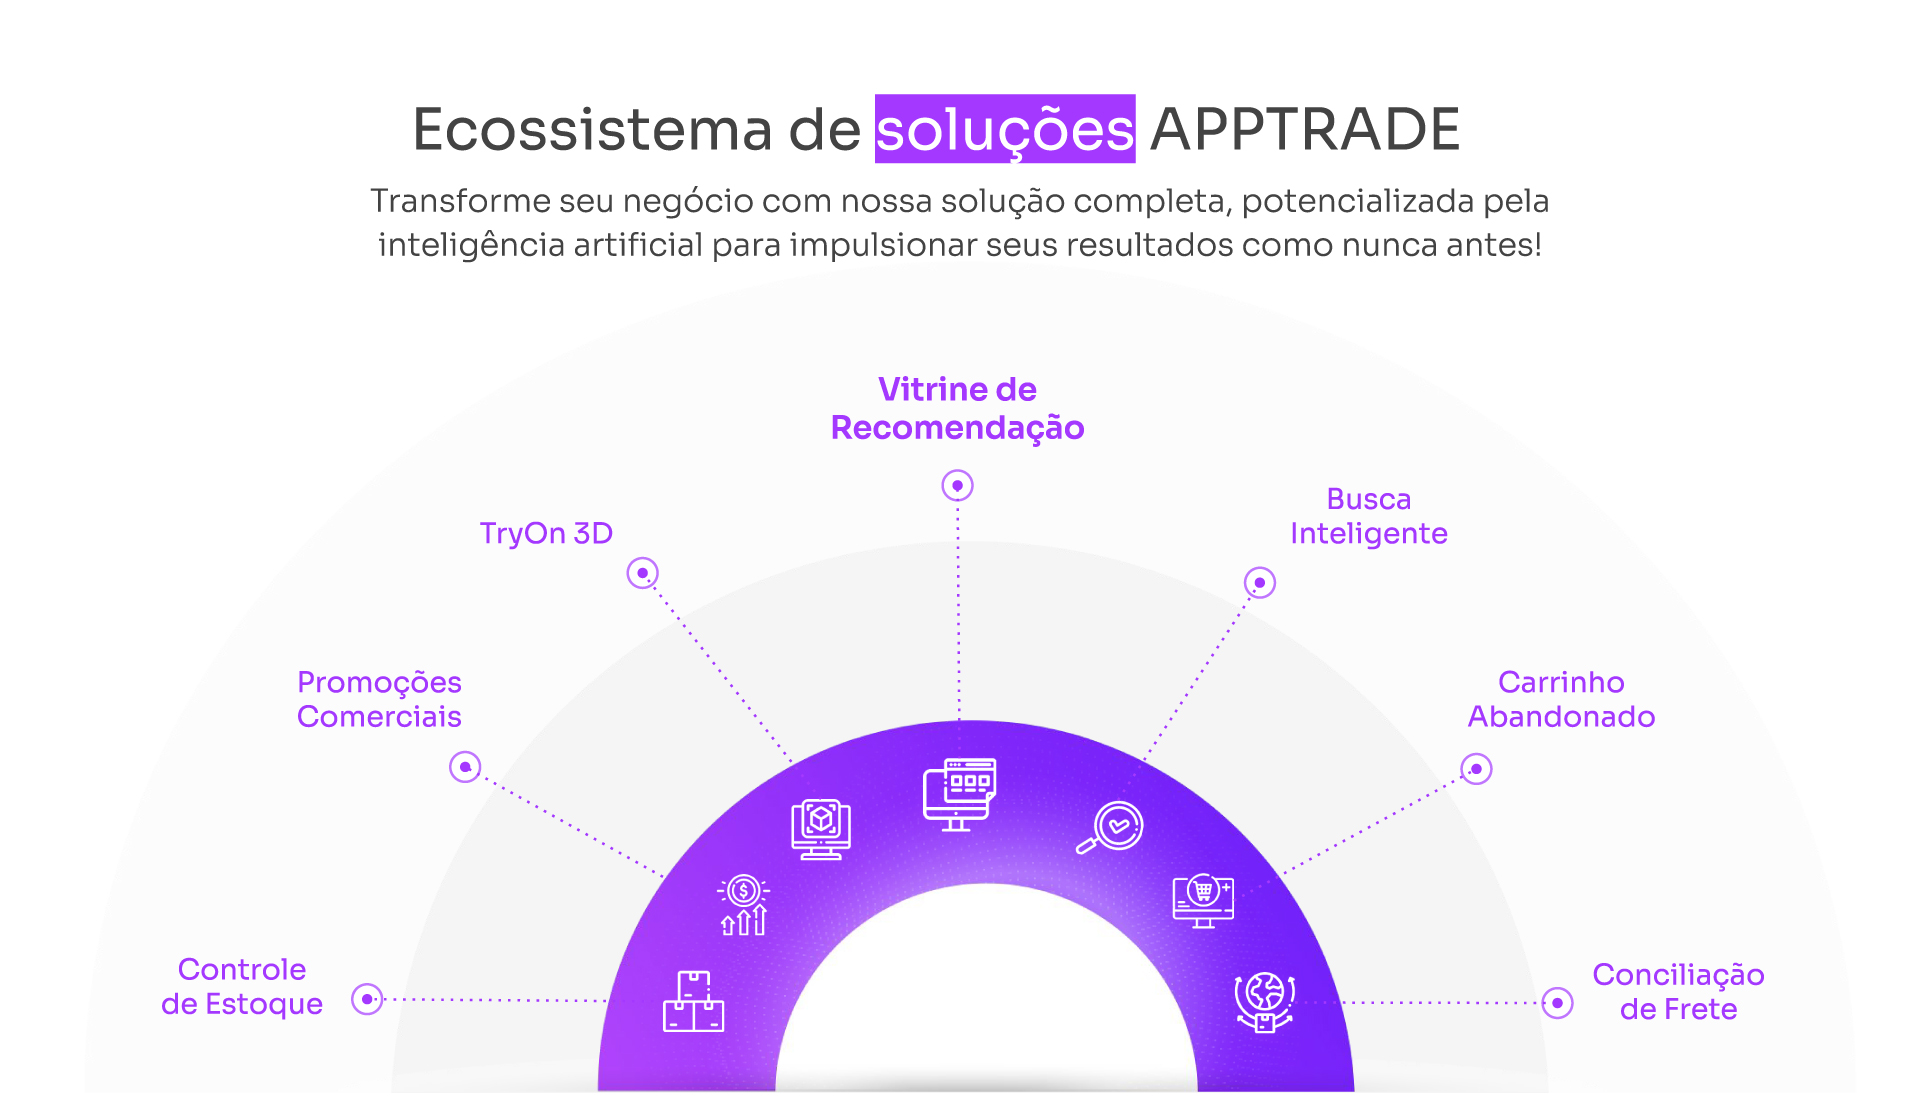 Ecossistema de soluções APPTRADE
Transforme seu negócio com nossa solução completa, potencializada pela
inteligência artificial para impulsionar seus resultados como nunca antes!
Vitrine de
Recomendação
TryOn 3D
Busca
Inteligente
Promoções
Comerciais
Carrinho
Abandonado
Controle
de Estoque
Conciliação
de Frete